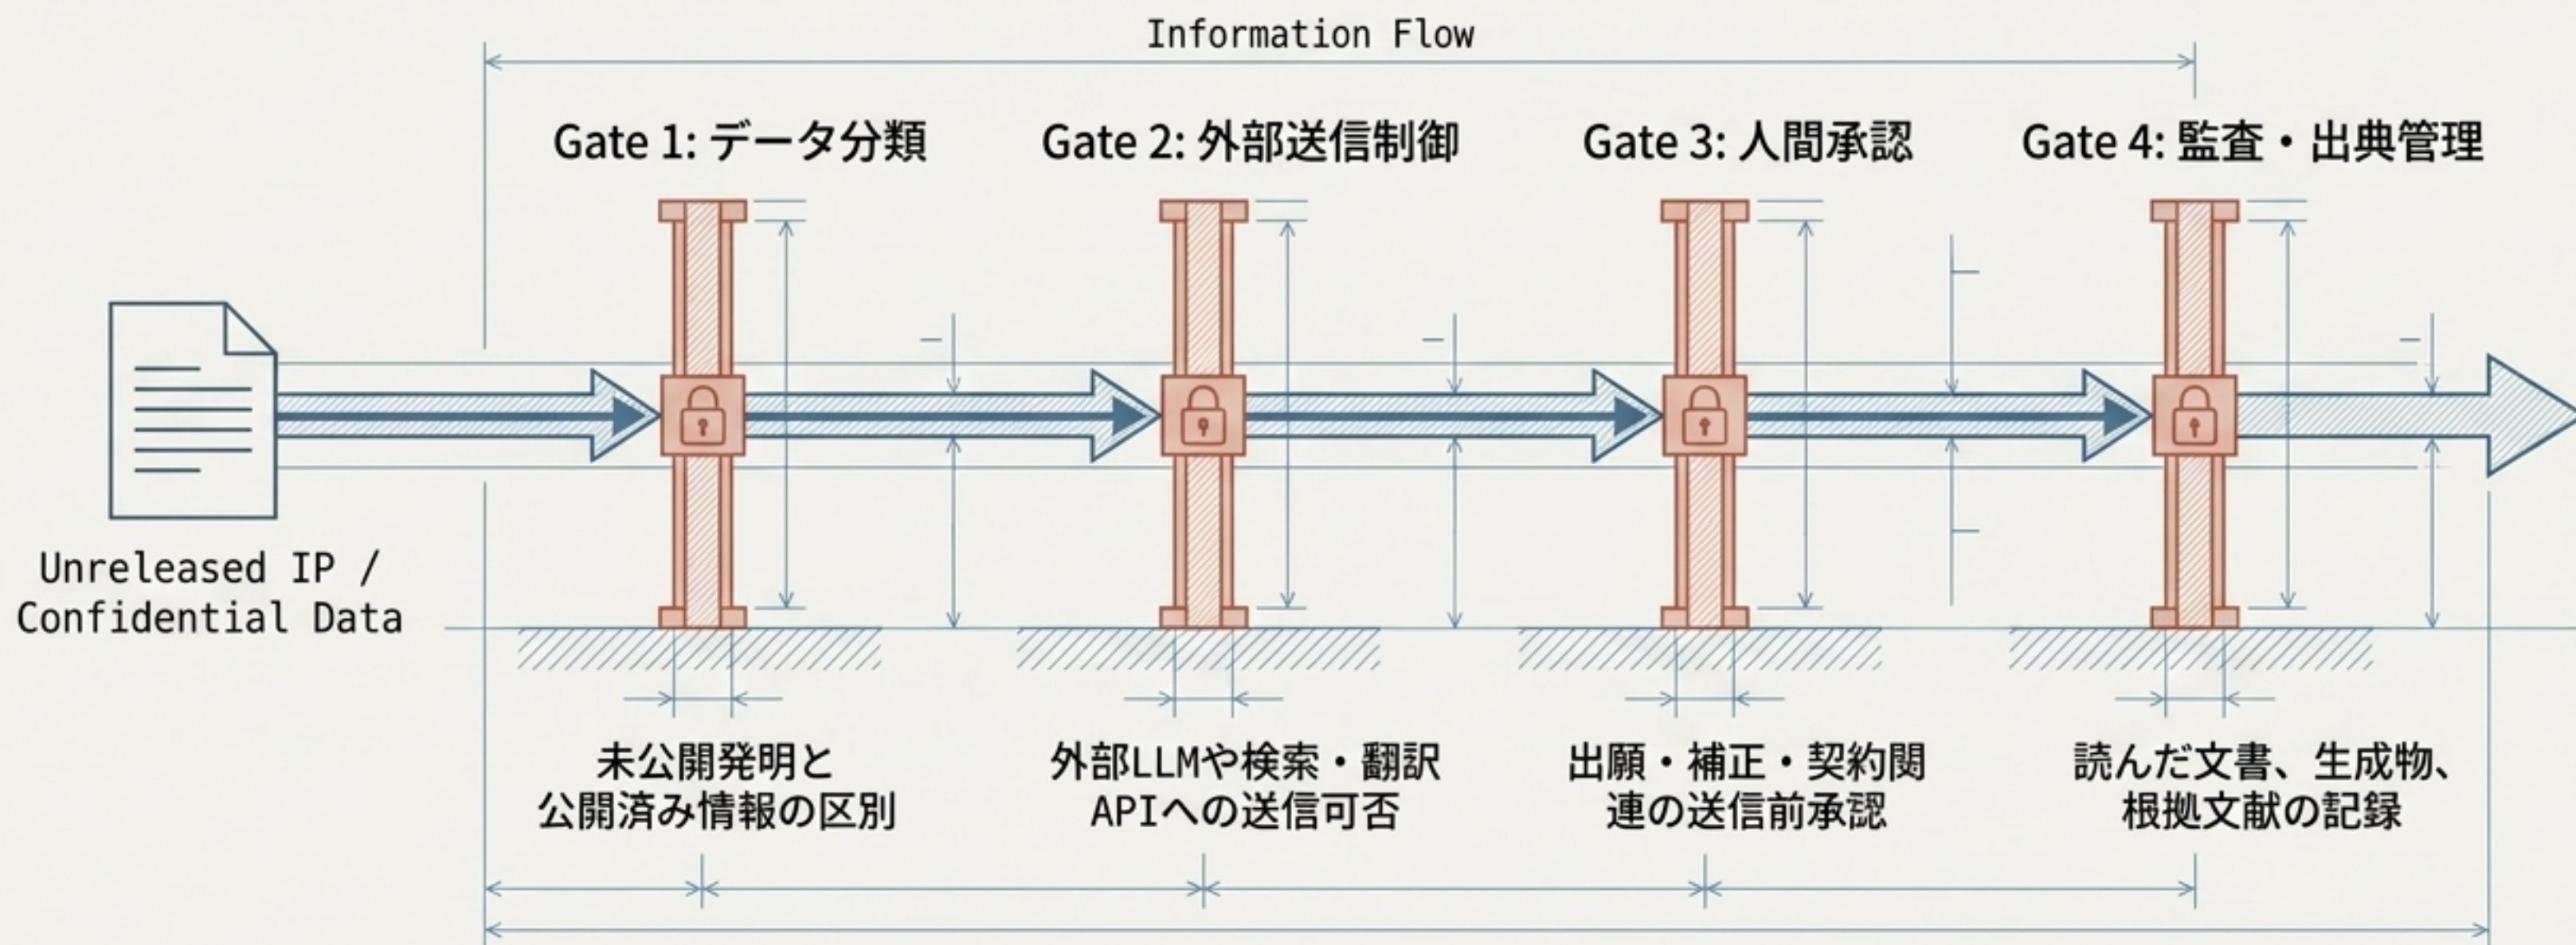 Information Flow
Gate 1: データ分類
Gate 2: 外部送信制御
Gate 3: 人間承認
Gate 4: 監査・出典管理
Unreleased IP /
Confidential Data
未公開発明と
公開済み情報の区別
外部LLMや検索・翻訳
APIへの送信可否
出願・補正・契約関
連の送信前承認
読んだ文書、生成物、
根拠文献の記録